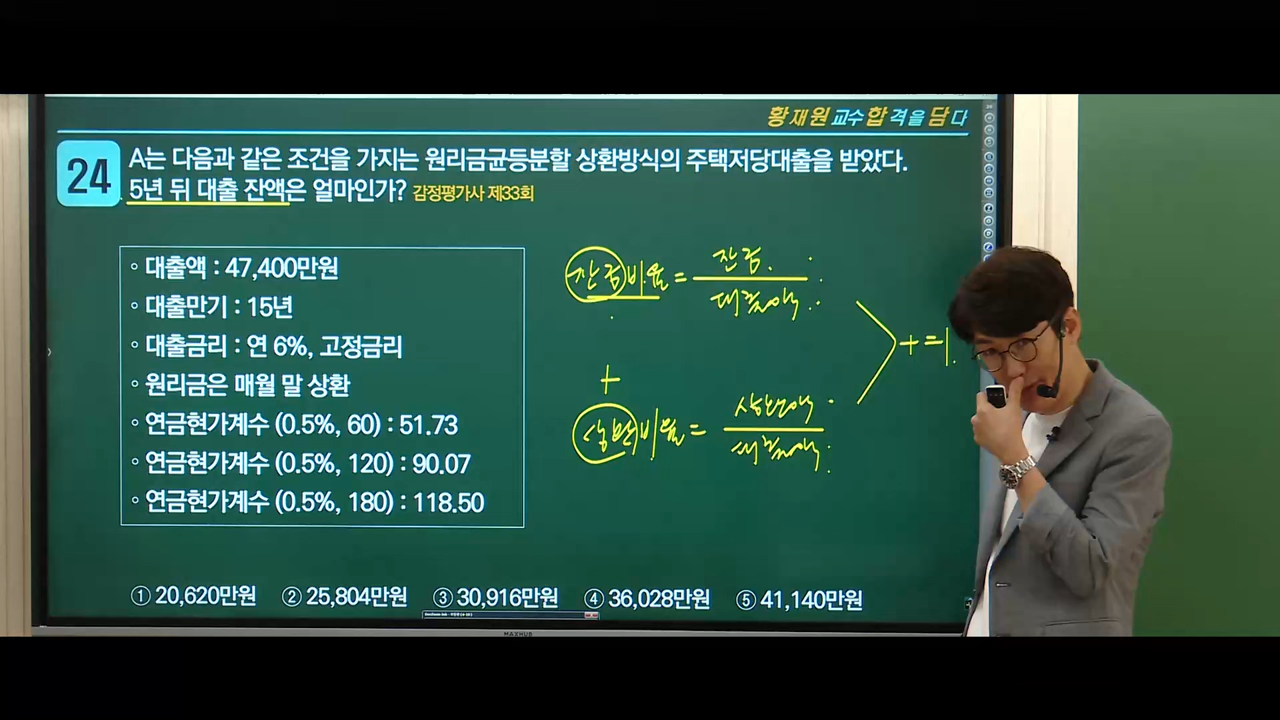 황재원 교수 합격을 담다
24
A는 다음과 같은 조건을 가지는 원리금균등분할 상환방식의 주택저당대출을 받았다.
5년 뒤 대출 잔액은 얼마인가? 감정평가사 제33회
◦ 대출액 : 47,400만원
◦ 대출만기 : 15년
◦ 대출금리 : 연 6%, 고정금리
◦ 원리금은 매월 말 상환
◦ 연금현가계수 (0.5%, 60) : 51.73
◦ 연금현가계수 (0.5%, 120) : 90.07
◦ 연금현가계수 (0.5%, 180) : 118.50
잔금비율 = 잔금
대출액
+
상환비율 = 상환액
대출액
+ = 1.
① 20,620만원 ② 25,804만원 ③ 30,916만원 ④ 36,028만원 ⑤ 41,140만원
MAXHUB